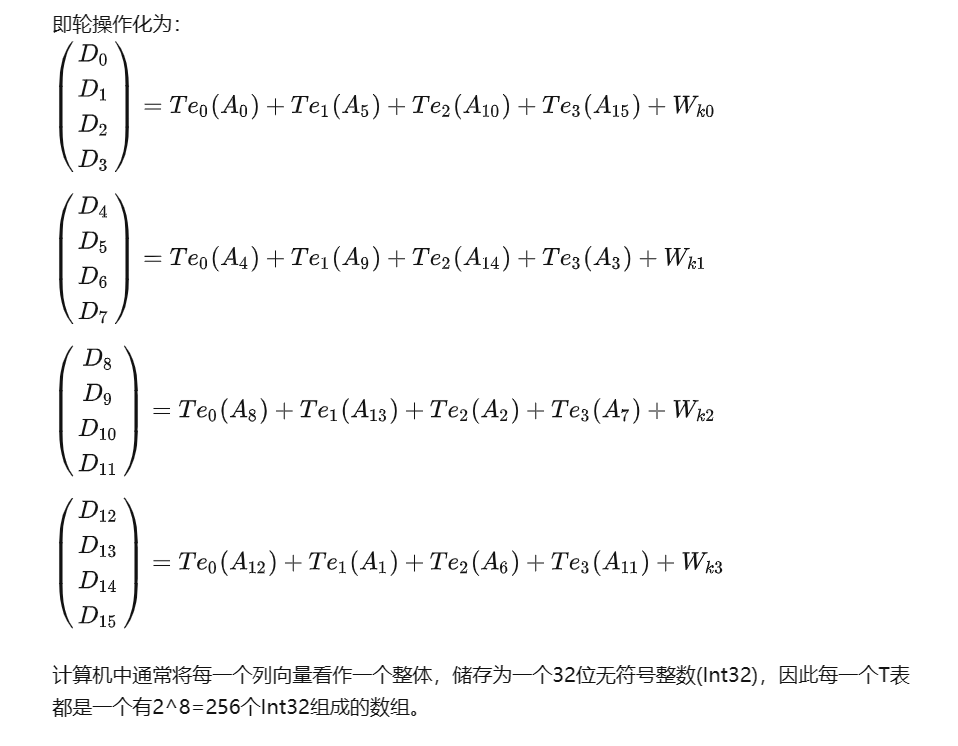 即轮操作化为：
$\begin{pmatrix} D_0 \\ D_1 \\ D_2 \\ D_3 \end{pmatrix} = Te_0(A_0) + Te_1(A_5) + Te_2(A_{10}) + Te_3(A_{15}) + W_{k0}$
$\begin{pmatrix} D_4 \\ D_5 \\ D_6 \\ D_7 \end{pmatrix} = Te_0(A_4) + Te_1(A_9) + Te_2(A_{14}) + Te_3(A_3) + W_{k1}$
$\begin{pmatrix} D_8 \\ D_9 \\ D_{10} \\ D_{11} \end{pmatrix} = Te_0(A_8) + Te_1(A_{13}) + Te_2(A_2) + Te_3(A_7) + W_{k2}$
$\begin{pmatrix} D_{12} \\ D_{13} \\ D_{14} \\ D_{15} \end{pmatrix} = Te_0(A_{12}) + Te_1(A_1) + Te_2(A_6) + Te_3(A_{11}) + W_{k3}$
计算机中通常将每一个列向量看作一个整体，储存为一个32位无符号整数(Int32)，因此每一个T表
都是一个有2^8=256个Int32组成的数组。